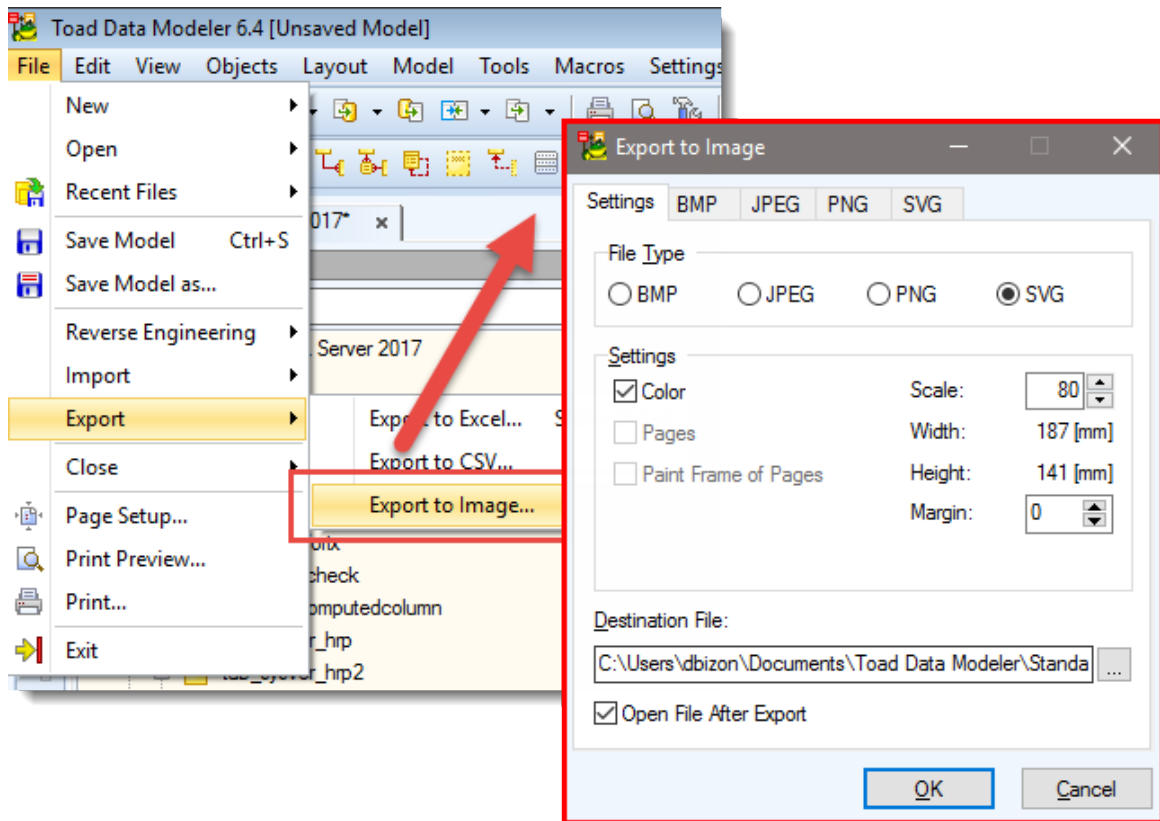 Toad Data Modeler 6.4 [Unsaved Model]
File Edit View Objects Layout Model Tools Macros Settings
New
Open
Recent Files
Save Model Ctrl+S
Save Model as...
Reverse Engineering
Import
Export
Close
Page Setup...
Print Preview...
Print...
Exit
017* x
Server 2017
Export to Excel... S
Export to CSV...
Export to Image...
check
omputedcolumn
r_hrp
Export to Image
Settings BMP JPEG PNG SVG
File Type
BMP JPEG PNG SVG
Settings
Color Scale: 80
Pages Width: 187 [mm]
Paint Frame of Pages Height: 141 [mm]
Margin: 0
Destination File:
C:\Users\dbizon\Documents\Toad Data Modeler\Standa ...
Open File After Export
OK Cancel